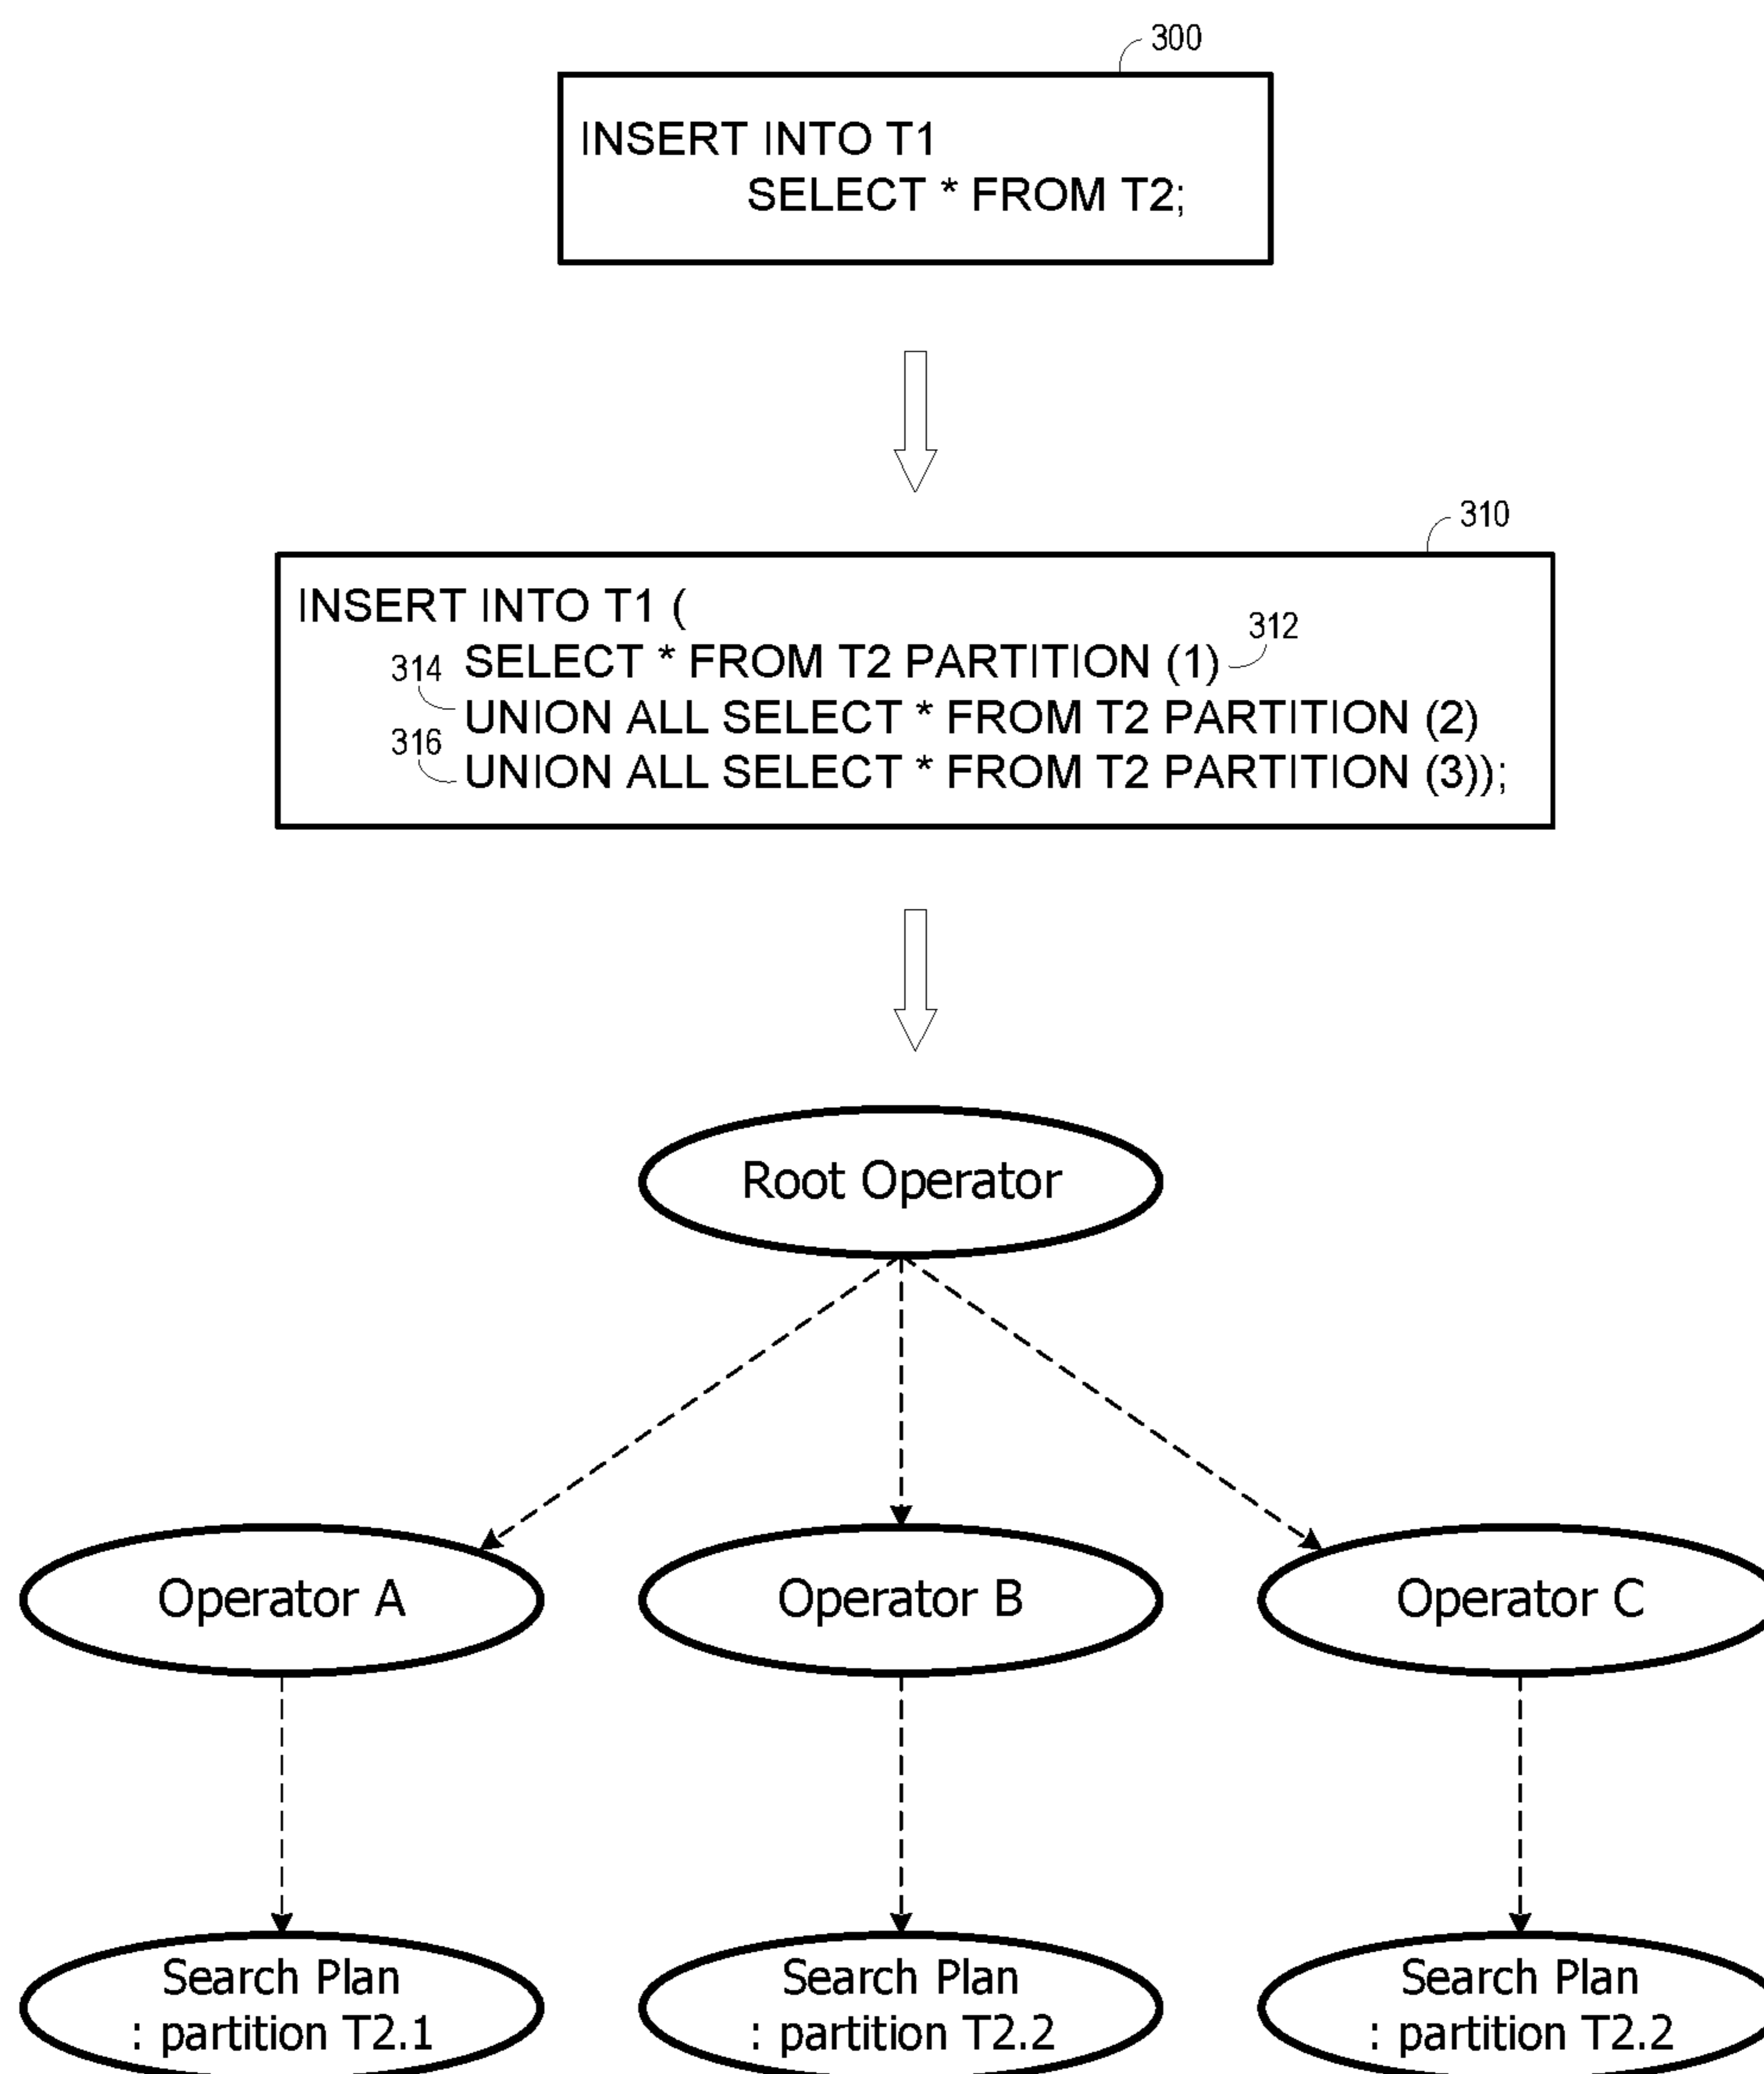 300
INSERT INTO T1
SELECT * FROM T2;
310
INSERT INTO T1 (
312
SELECT * FROM T2 PARTITION (1)
314
UNION ALL SELECT * FROM T2 PARTITION (2)
316
UNION ALL SELECT * FROM T2 PARTITION (3));
Root Operator
Operator A
Operator B
Operator C
Search Plan
: partition T2.1
Search Plan
: partition T2.2
Search Plan
: partition T2.2